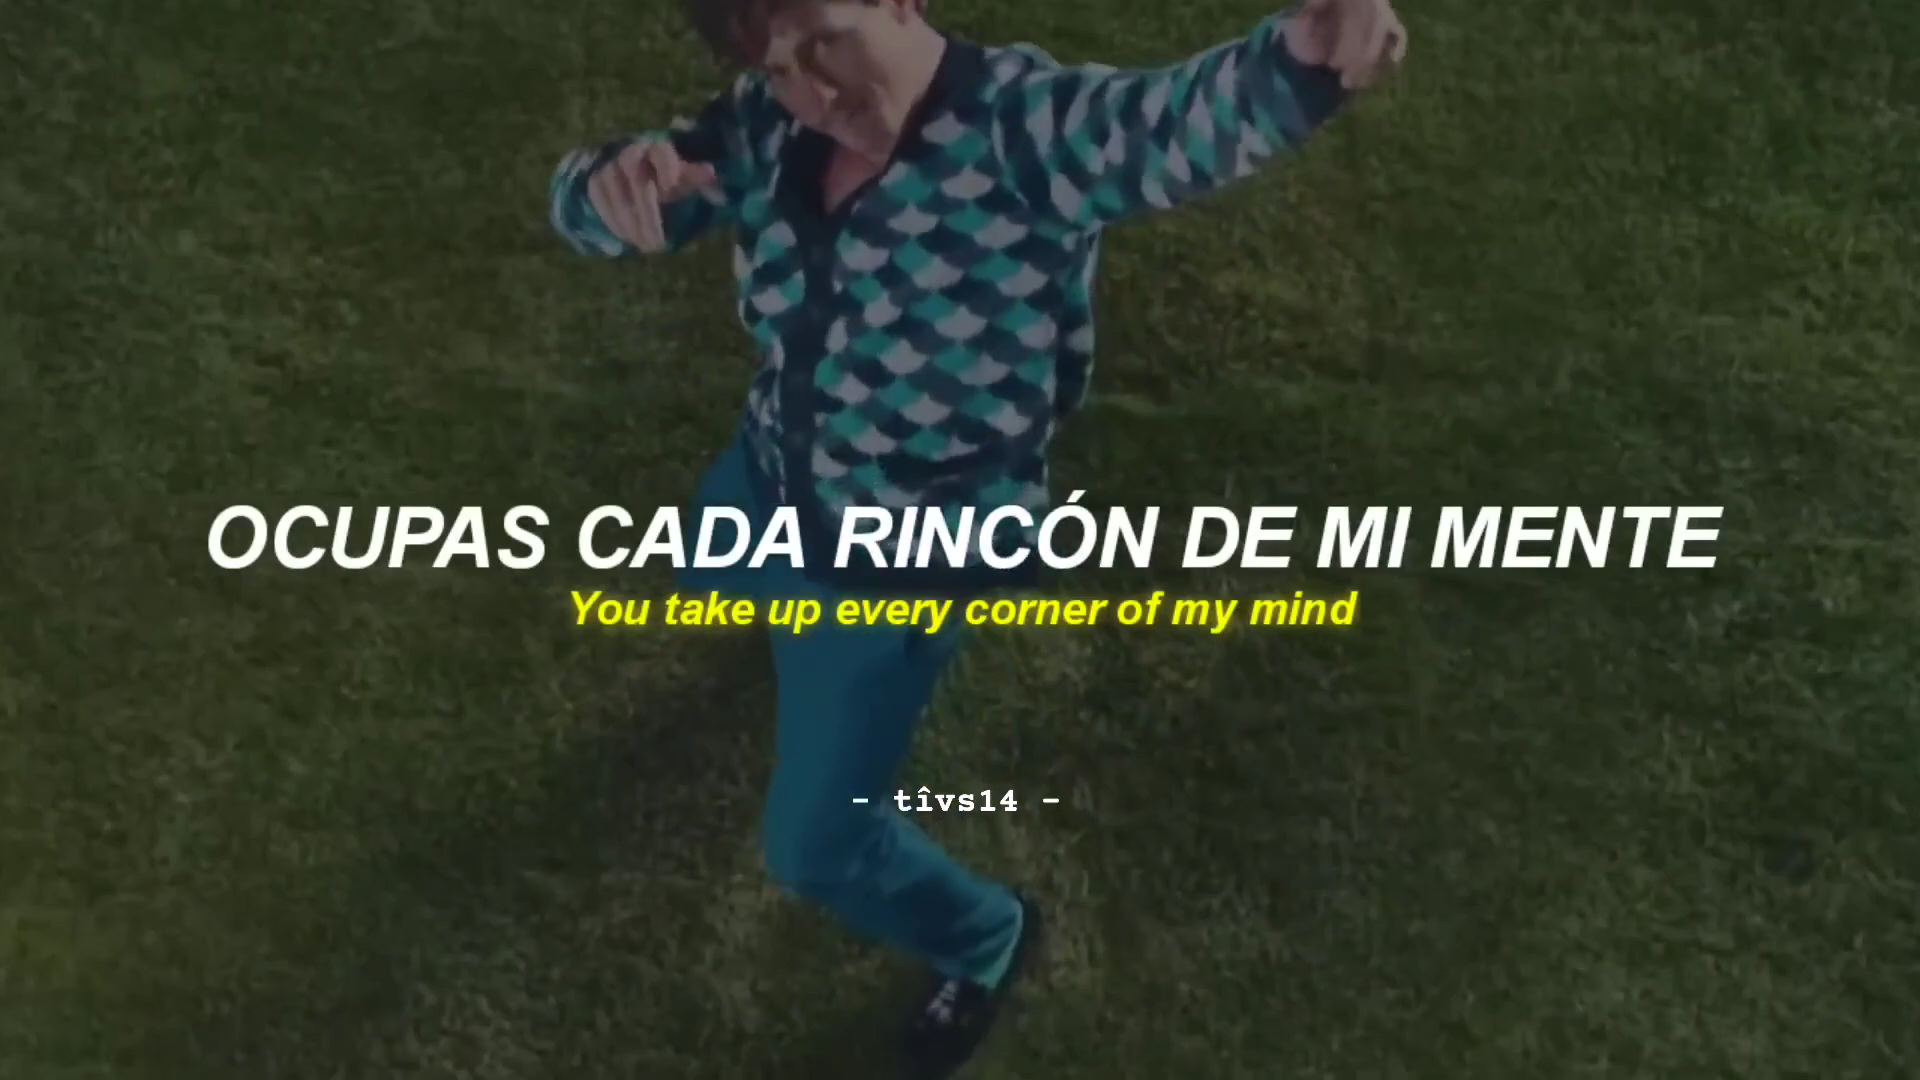 OCUPAS CADA RINCÓN DE MI MENTE
You take up every corner of my mind
- tîvs14 -